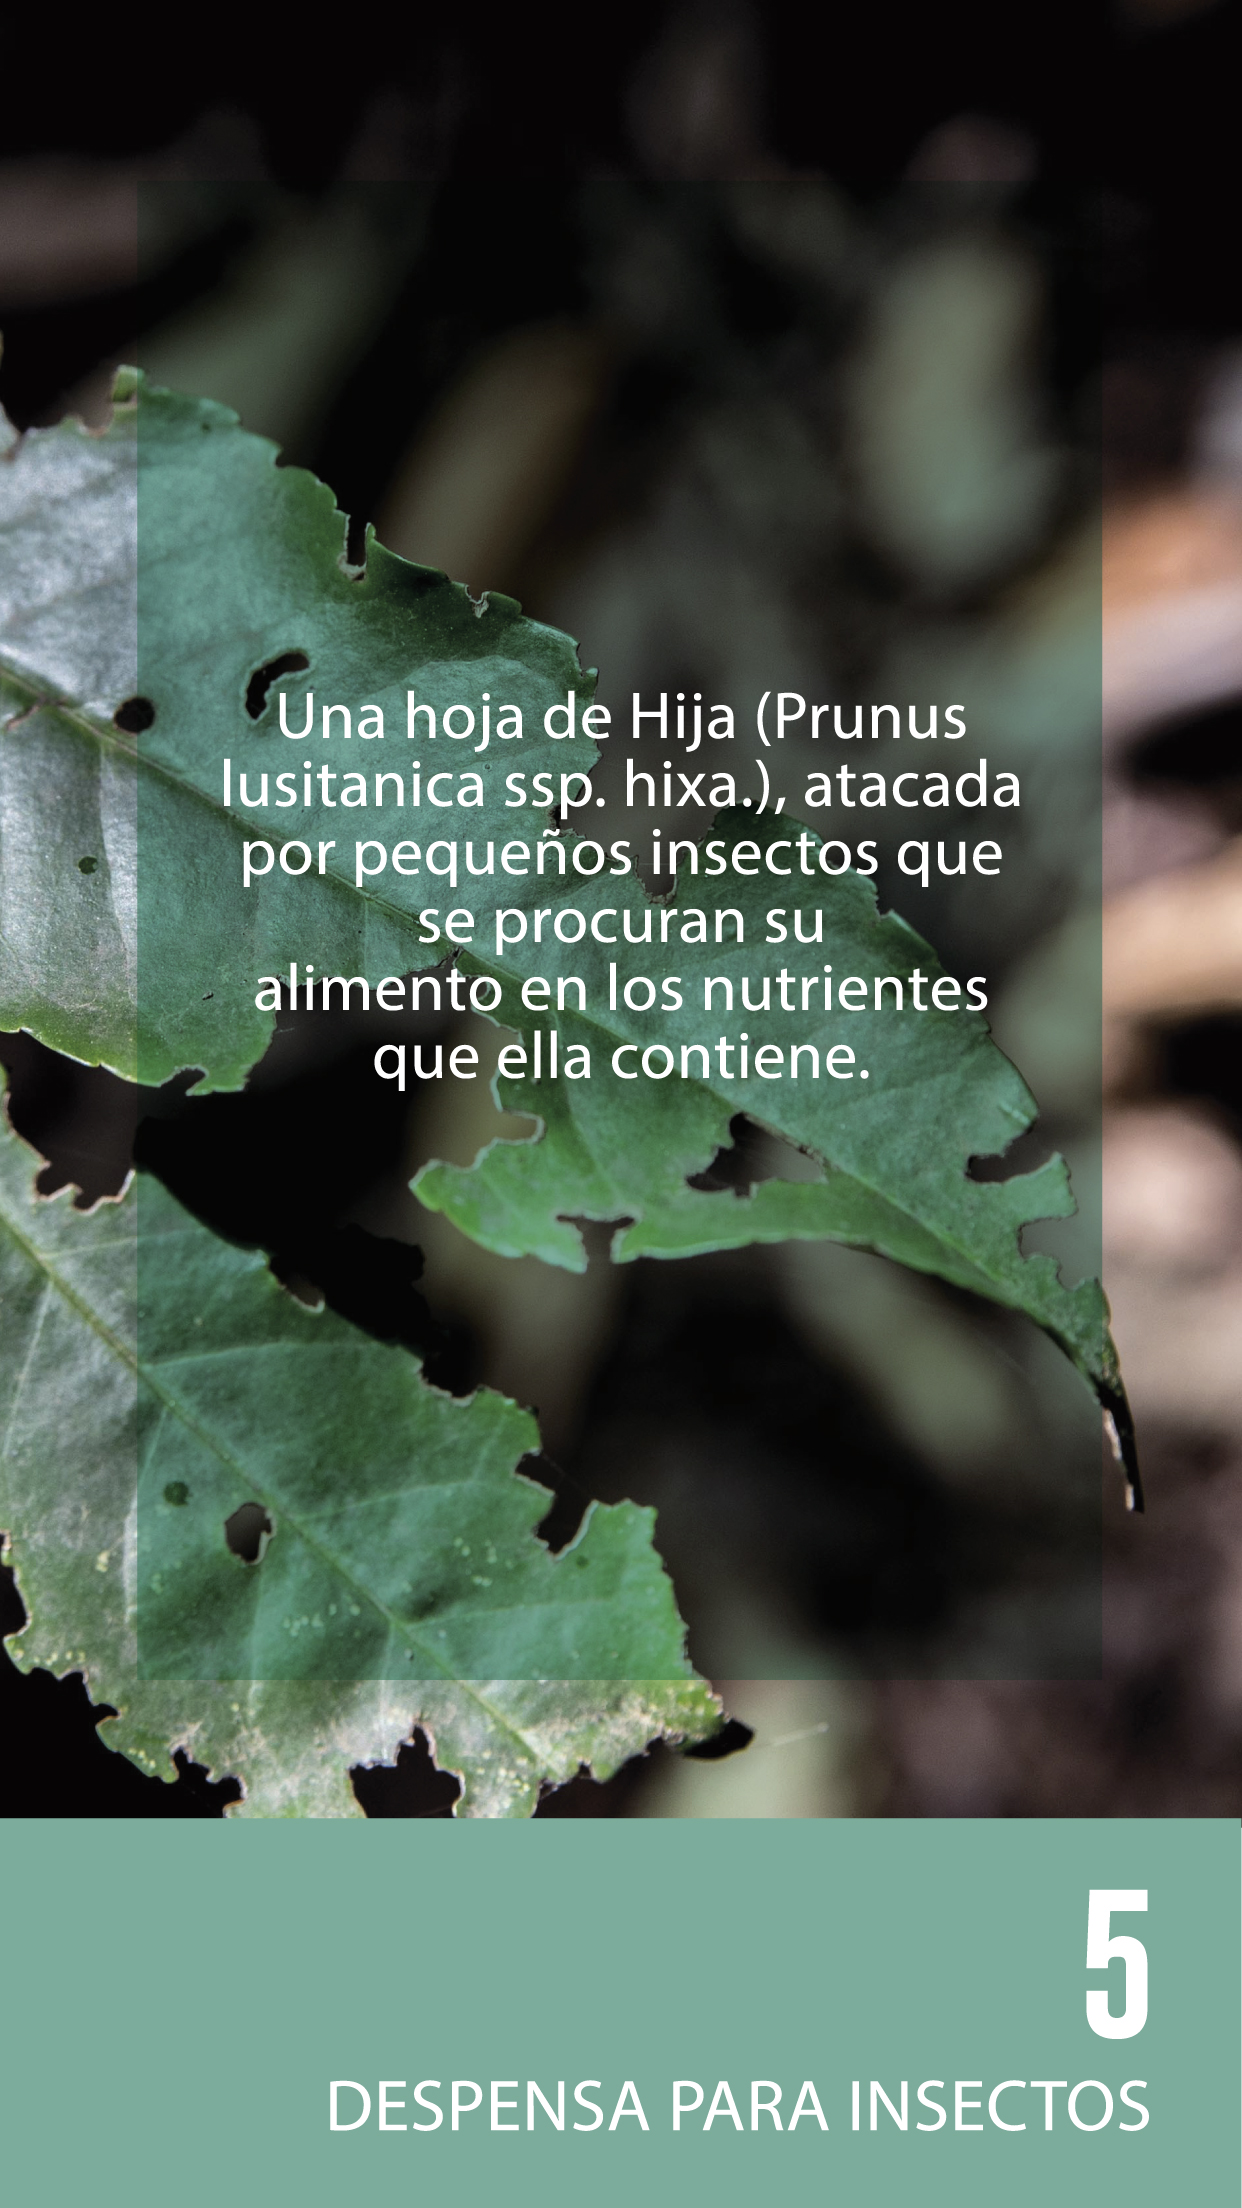 Una hoja de Hija (Prunus
lusitanica ssp. hixa.), atacada
por pequeños insectos que
se procuran su
alimento en los nutrientes
que ella contiene.
5
DESPENSA PARA INSECTOS